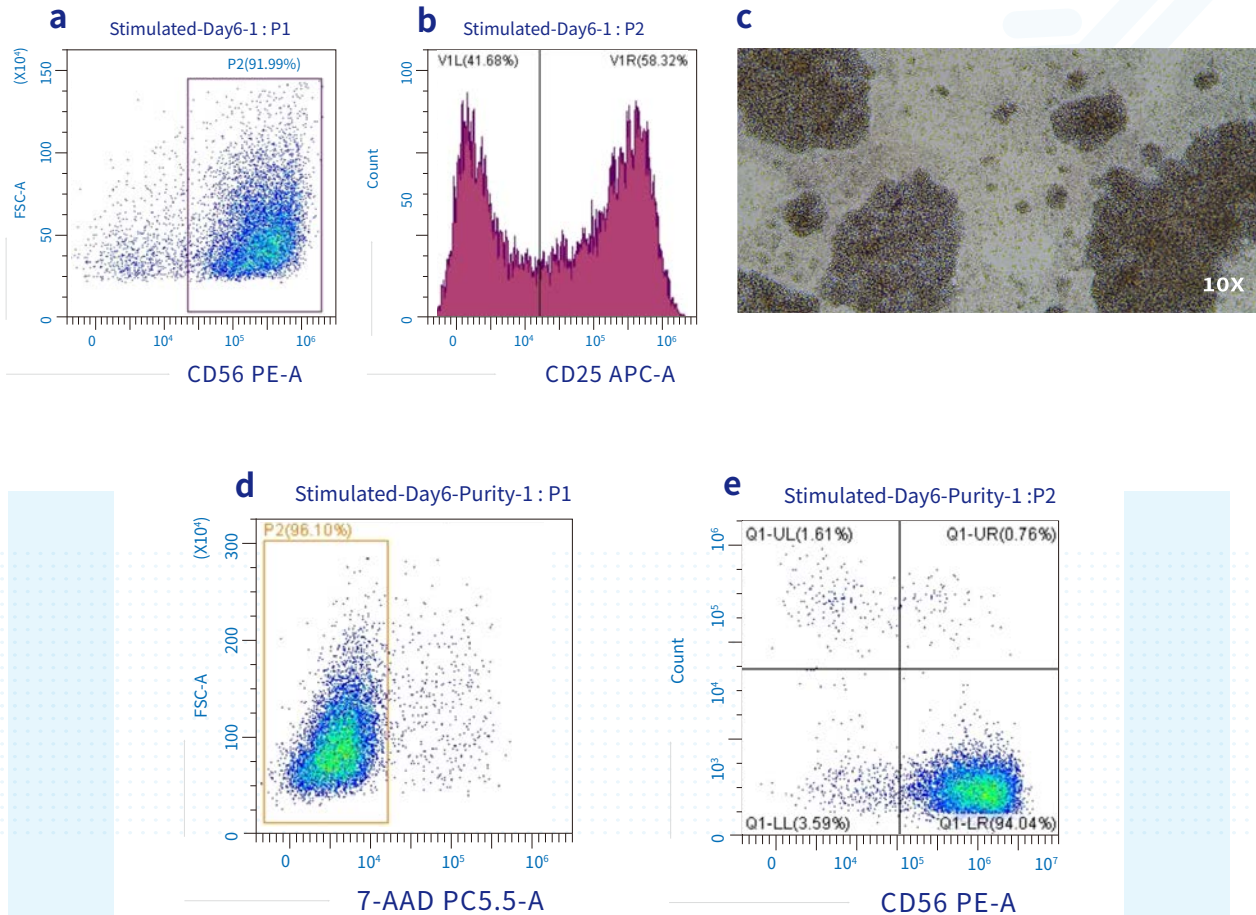 a
Stimulated-Day6-1 : P1
(X10⁴)
P2(91.99%)
150
100
50
0
FSC-A
0 10⁴ 10⁵ 10⁶
CD56 PE-A
b
Stimulated-Day6-1 : P2
V1L(41.68%) V1R(58.32%
100
50
0
Count
0 10⁴ 10⁵ 10⁶
CD25 APC-A
c
10X
d
Stimulated-Day6-Purity-1 : P1
(X10⁴)
P2(96.10%)
300
200
100
0
FSC-A
0 10⁴ 10⁵ 10⁶
7-AAD PC5.5-A
e
Stimulated-Day6-Purity-1 :P2
Q1-UL(1.61%) Q1-UR(0.76%)
10⁶
10⁵
10⁴
10³
0
Count
Q1-LL(3.59%) Q1-LR(94.04%)
0 10⁴ 10⁵ 10⁶ 10⁷
CD56 PE-A